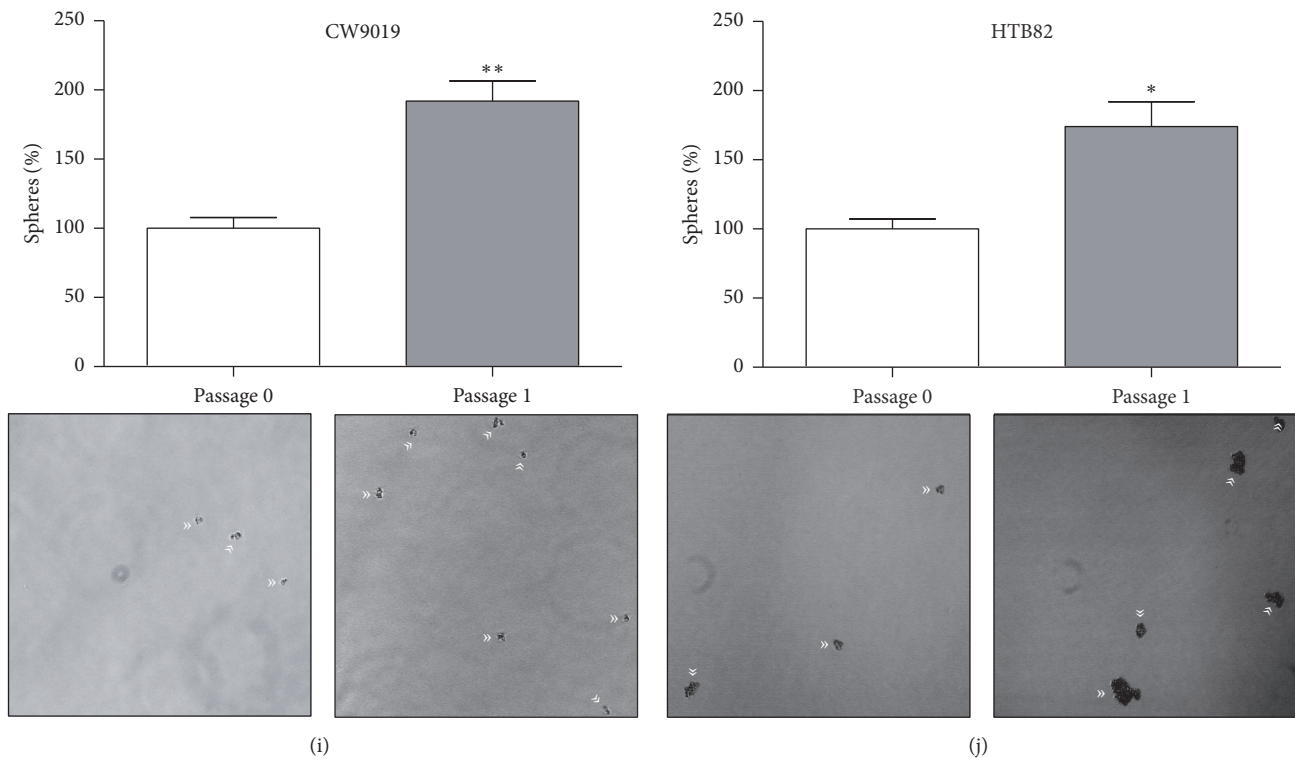 CW9019
250
200
150
100
50
0
Spheres (%)
**
Passage 0
Passage 1
(i)
HTB82
250
200
150
100
50
0
Spheres (%)
*
Passage 0
Passage 1
(j)